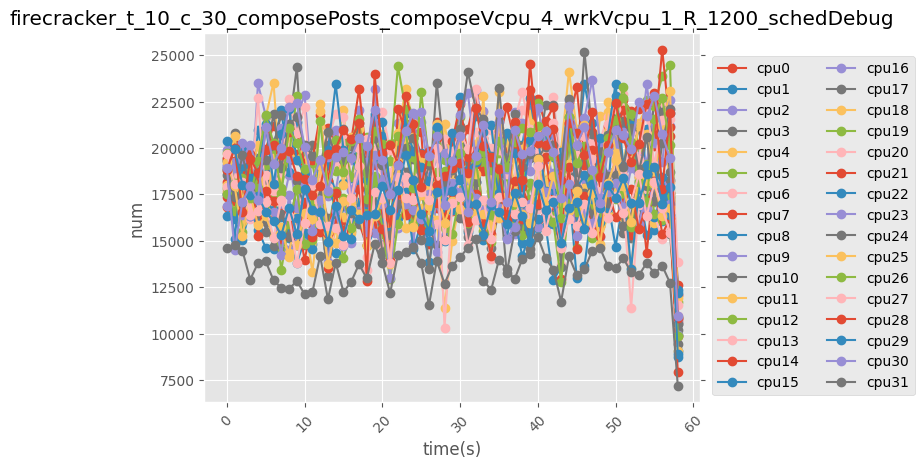 firecracker_t_10_c_30_composePosts_composeVcpu_4_wrkVcpu_1_R_1200_schedDebug
num
25000
22500
20000
17500
15000
12500
10000
7500
0
10
20
30
40
50
60
time(s)
cpu0
cpu1
cpu2
cpu3
cpu4
cpu5
cpu6
cpu7
cpu8
cpu9
cpu10
cpu11
cpu12
cpu13
cpu14
cpu15
cpu16
cpu17
cpu18
cpu19
cpu20
cpu21
cpu22
cpu23
cpu24
cpu25
cpu26
cpu27
cpu28
cpu29
cpu30
cpu31